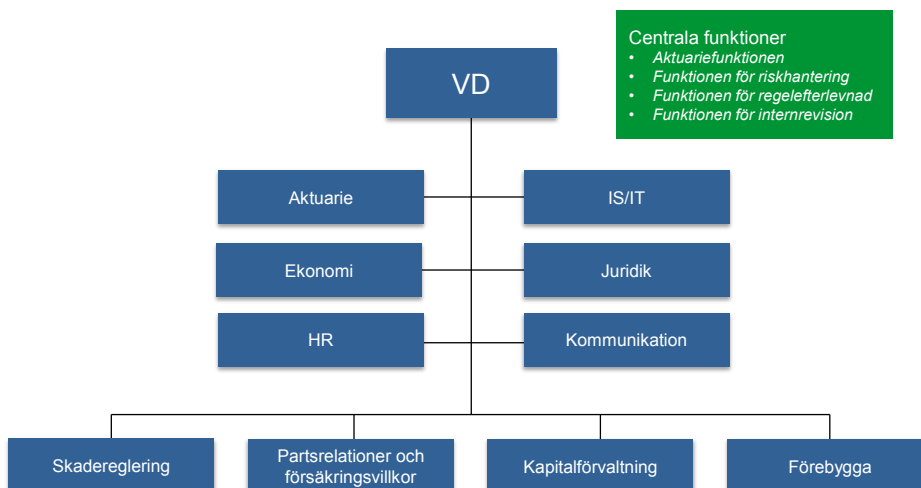 VD
Centrala funktioner
• Aktuariefunktionen
• Funktionen för riskhantering
• Funktionen för regelefterlevnad
• Funktionen för internrevision
Aktuarie
IS/IT
Ekonomi
Juridik
HR
Kommunikation
Skadereglering
Partsrelationer och
försäkringsvillkor
Kapitalförvaltning
Förebygga